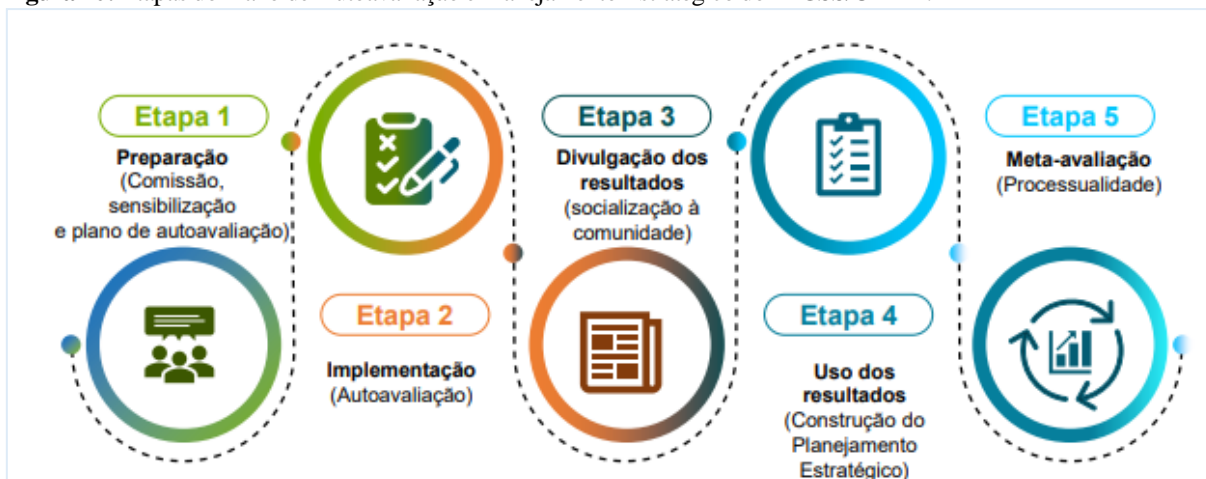 Etapa 1
Preparação
(Comissão,
sensibilização
e plano de autoavaliação)
Etapa 2
Implementação
(Autoavaliação)
Etapa 3
Divulgação dos
resultados
(socialização à
comunidade)
Etapa 4
Uso dos
resultados
(Construção do
Planejamento
Estratégico)
Etapa 5
Meta-avaliação
(Processualidade)